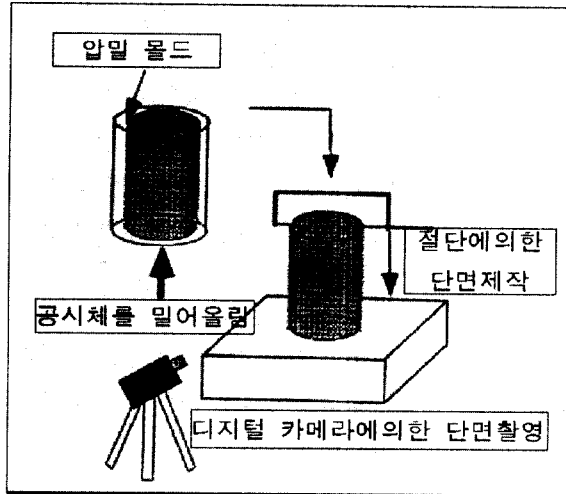 압밀 몰드
절단에의한
단면제작
공시체를 밀어올림
디지털 카메라에의한 단면촬영